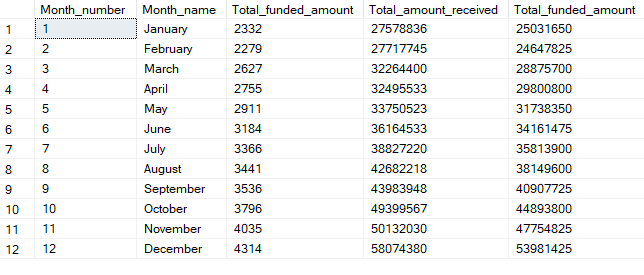 Month_number Month_name Total_funded_amount Total_amount_received Total_funded_amount
1 1 January 2332 27578836 25031650
2 2 February 2279 27717745 24647825
3 3 March 2627 32264400 28875700
4 4 April 2755 32495533 29800800
5 5 May 2911 33750523 31738350
6 6 June 3184 36164533 34161475
7 7 July 3366 38827220 35813900
8 8 August 3441 42682218 38149600
9 9 September 3536 43983948 40907725
10 10 October 3796 49399567 44893800
11 11 November 4035 50132030 47754825
12 12 December 4314 58074380 53981425